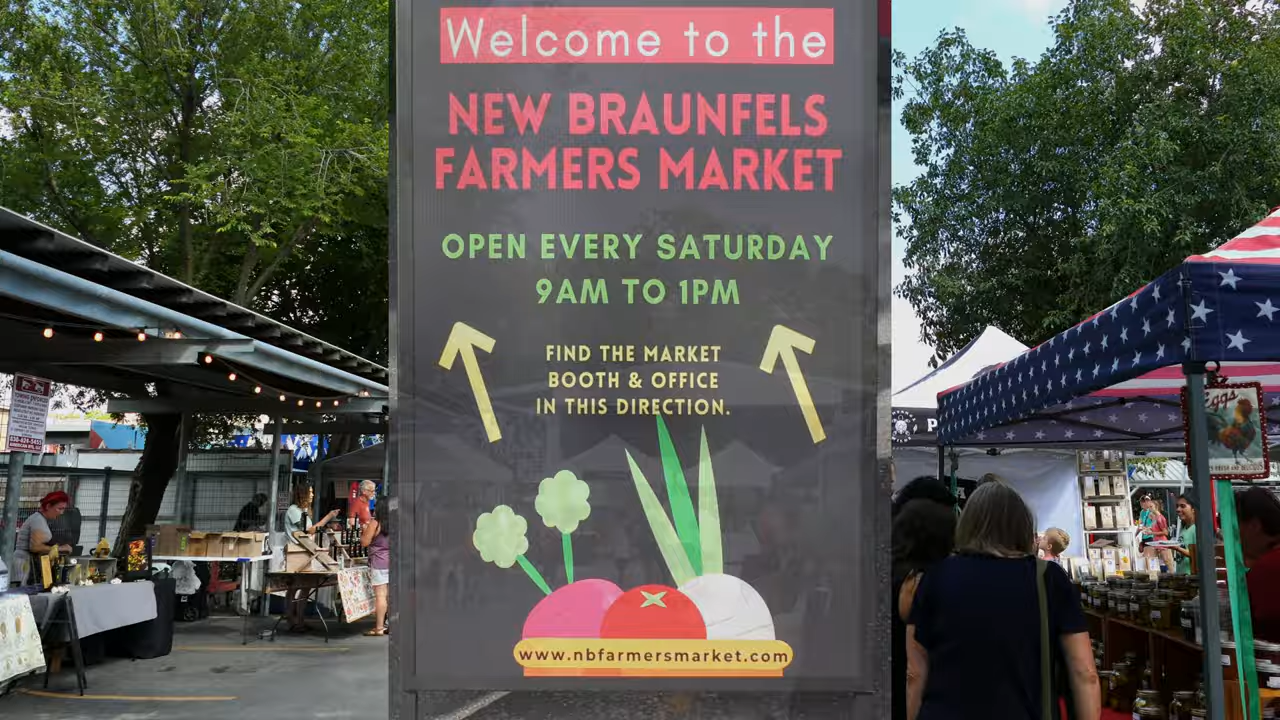 Welcome to the
NEW BRAUNFELS
FARMERS MARKET
OPEN EVERY SATURDAY
9AM TO 1PM
FIND THE MARKET
BOOTH & OFFICE
IN THIS DIRECTION.
www.nbfarmersmarket.com
Eggs